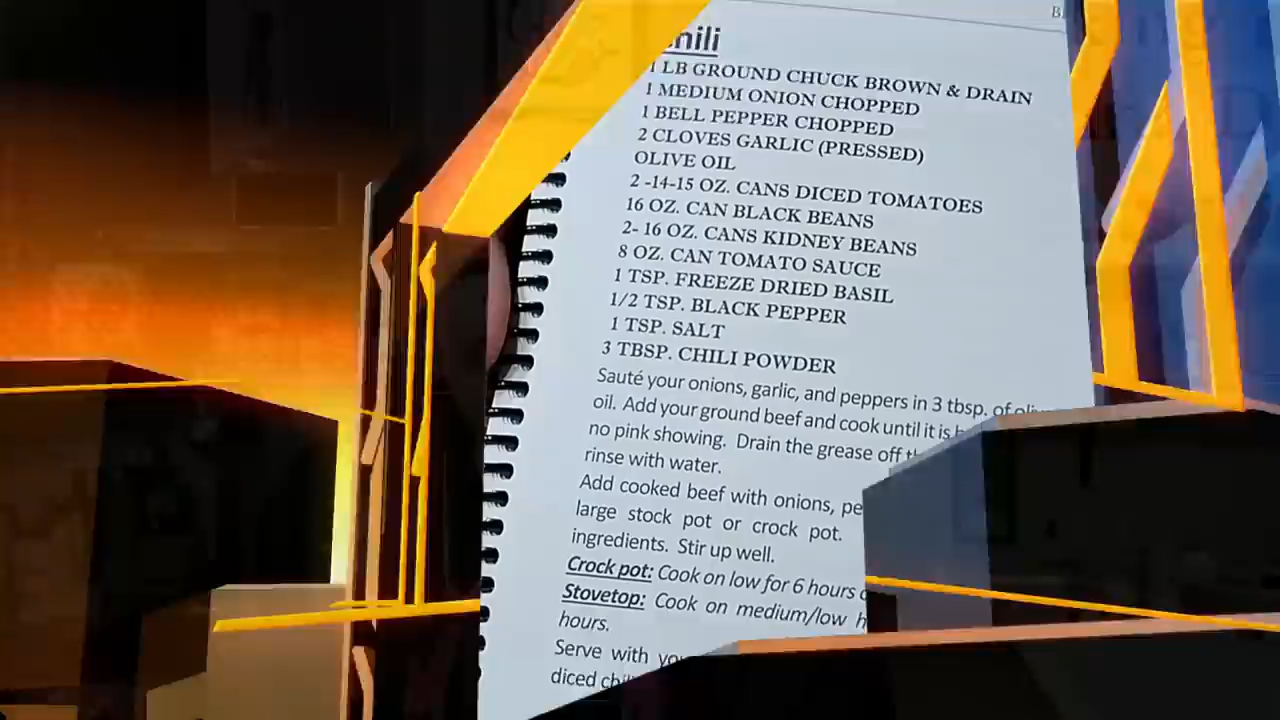 hili
1 LB GROUND CHUCK BROWN & DRAIN
1 MEDIUM ONION CHOPPED
1 BELL PEPPER CHOPPED
2 CLOVES GARLIC (PRESSED)
OLIVE OIL
2 -14-15 OZ. CANS DICED TOMATOES
16 OZ. CAN BLACK BEANS
2- 16 OZ. CANS KIDNEY BEANS
8 OZ. CAN TOMATO SAUCE
1 TSP. FREEZE DRIED BASIL
1/2 TSP. BLACK PEPPER
1 TSP. SALT
3 TBSP. CHILI POWDER
Sauté your onions, garlic, and peppers in 3 tbsp. of
oil. Add your ground beef and cook until it is
no pink showing. Drain the grease off
rinse with water.
Add cooked beef with onions,
large stock pot or crock pot.
ingredients. Stir up well.
Crock pot: Cook on low for 6 hours
Stovetop: Cook on medium/low
hours.
Serve with
diced